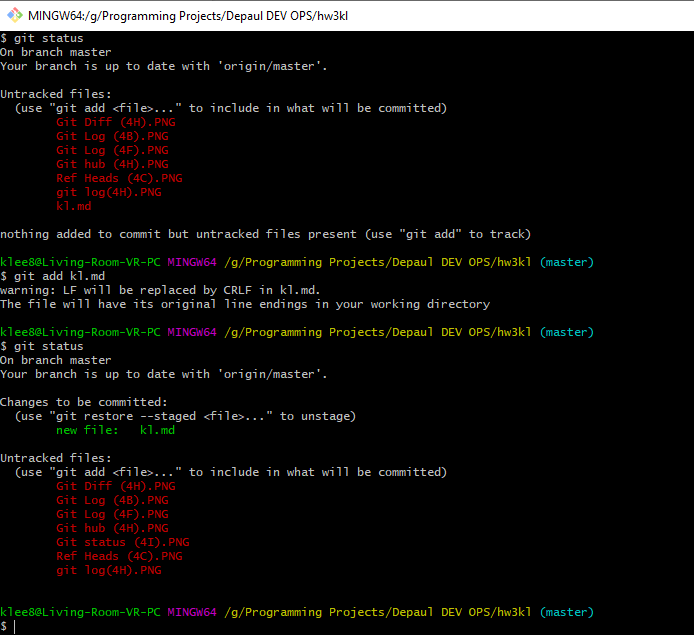 MINGW64:/g/Programming Projects/Depaul DEV OPS/hw3kl
$ git status
On branch master
Your branch is up to date with 'origin/master'.
Untracked files:
  (use "git add <file>..." to include in what will be committed)
        Git Diff (4H).PNG
        Git Log (4B).PNG
        Git Log (4F).PNG
        Git hub (4H).PNG
        Ref Heads (4C).PNG
        git log(4H).PNG
        kl.md
nothing added to commit but untracked files present (use "git add" to track)
klee8@Living-Room-VR-PC MINGW64 /g/Programming Projects/Depaul DEV OPS/hw3kl (master)
$ git add kl.md
warning: LF will be replaced by CRLF in kl.md.
The file will have its original line endings in your working directory
klee8@Living-Room-VR-PC MINGW64 /g/Programming Projects/Depaul DEV OPS/hw3kl (master)
$ git status
On branch master
Your branch is up to date with 'origin/master'.
Changes to be committed:
  (use "git restore --staged <file>..." to unstage)
        new file:   kl.md
Untracked files:
  (use "git add <file>..." to include in what will be committed)
        Git Diff (4H).PNG
        Git Log (4B).PNG
        Git Log (4F).PNG
        Git hub (4H).PNG
        Git status (4I).PNG
        Ref Heads (4C).PNG
        git log(4H).PNG
klee8@Living-Room-VR-PC MINGW64 /g/Programming Projects/Depaul DEV OPS/hw3kl (master)
$